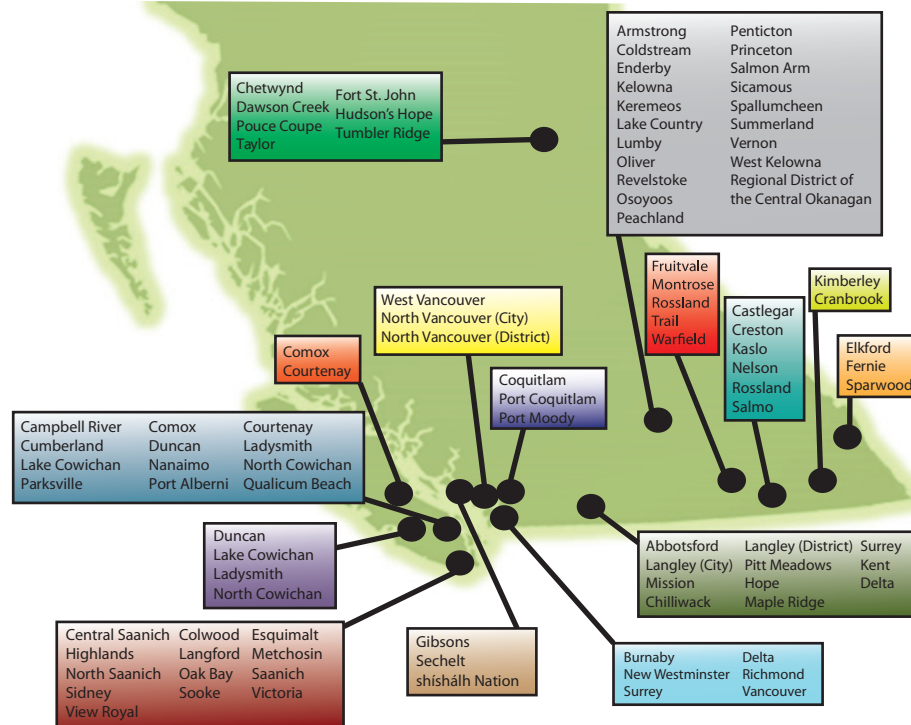 Armstrong
Coldstream
Enderby
Kelowna
Keremeos
Lake Country
Lumby
Oliver
Revelstoke
Osoyoos
Peachland
Penticton
Princeton
Salmon Arm
Sicamous
Spallumcheen
Summerland
Vernon
West Kelowna
Regional District of
the Central Okanagan
Chetwynd
Dawson Creek
Pouce Coupe
Taylor
Fort St. John
Hudson's Hope
Tumbler Ridge
Fruitvale
Montrose
Rossland
Trail
Warfield
Kimberley
Cranbrook
West Vancouver
North Vancouver (City)
North Vancouver (District)
Castlegar
Creston
Kaslo
Nelson
Rossland
Salmo
Elkford
Fernie
Sparwood
Comox
Courtenay
Coquitlam
Port Coquitlam
Port Moody
Campbell River
Cumberland
Lake Cowichan
Parksville
Comox
Duncan
Nanaimo
Port Alberni
Courtenay
Ladysmith
North Cowichan
Qualicum Beach
Duncan
Lake Cowichan
Ladysmith
North Cowichan
Abbotsford
Langley (City)
Mission
Chilliwack
Langley (District)
Pitt Meadows
Hope
Maple Ridge
Surrey
Kent
Delta
Central Saanich
Highlands
North Saanich
Sidney
View Royal
Colwood
Langford
Oak Bay
Sooke
Esquimalt
Metchosin
Saanich
Victoria
Gibsons
Sechelt
shíshálh Nation
Burnaby
New Westminster
Surrey
Delta
Richmond
Vancouver